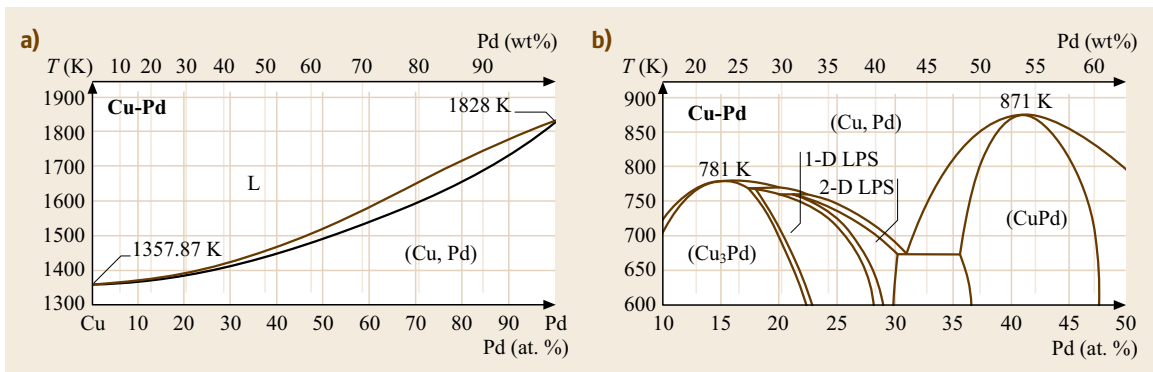 a)
Pd (wt%)
T (K) 10 20 30 40 50 60 70 80 90
1900
Cu-Pd
1828 K
1800
1700
L
1600
1500
1357.87 K
(Cu, Pd)
1400
1300
Cu 10 20 30 40 50 60 70 80 90 Pd
Pd (at. %)
b)
Pd (wt%)
T (K) 20 25 30 35 40 45 50 55 60
900
871 K
Cu-Pd
(Cu, Pd)
850
1-D LPS
800
781 K
2-D LPS
750
(CuPd)
700
(Cu₃Pd)
650
600
10 15 20 25 30 35 40 45 50
Pd (at. %)